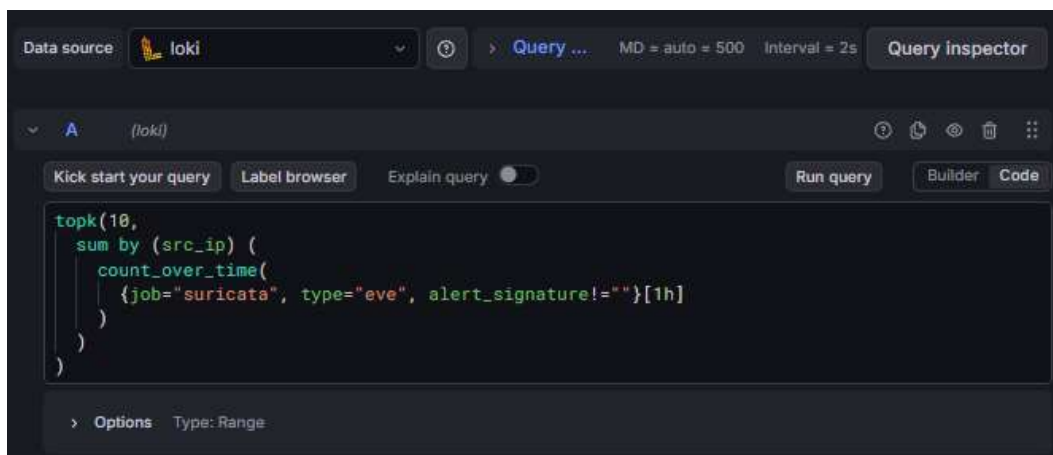 Data source loki Query ... MD = auto = 500 Interval = 2s Query inspector
A (loki)
Kick start your query Label browser Explain query Run query Builder Code
topk(10,
sum by (src_ip) (
count_over_time(
{job="suricata", type="eve", alert_signature!=""}[1h]
)
)
)
Options Type: Range